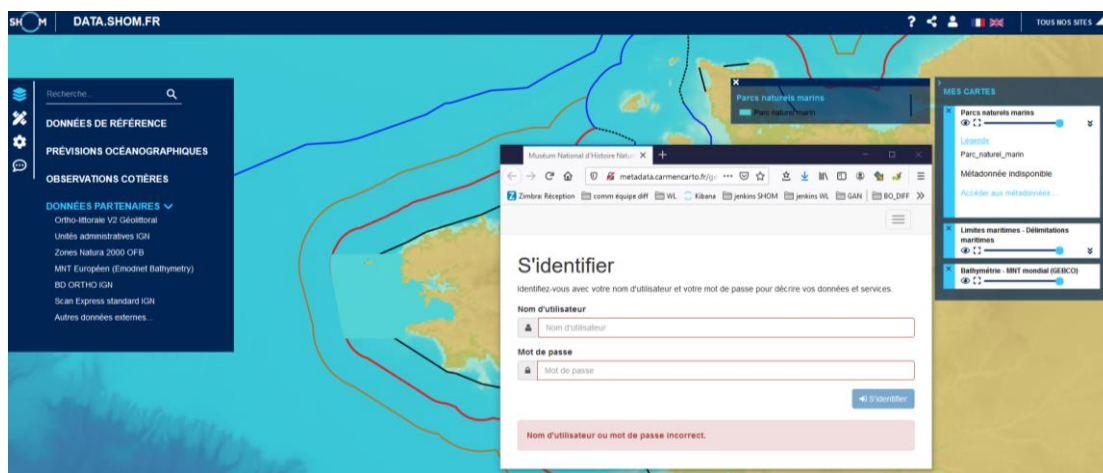 SHOM
DATA.SHOM.FR
?
TOUS NOS SITES
Recherche...
DONNÉES DE RÉFÉRENCE
PRÉVISIONS OCÉANOGRAPHIQUES
OBSERVATIONS COTIÈRES
DONNÉES PARTENAIRES
Ortho-littorale V2 Géolittoral
Unités administratives IGN
Zones Natura 2000 OFB
MNT Européen (Emodnet Bathymetry)
BD ORTHO IGN
Scan Express standard IGN
Autres données externes...
Parcs naturels marins
Parc naturel marin
MES CARTES
Parcs naturels marins
Légende
Parc_naturel_marin
Métadonnée indisponible
Accéder aux métadonnées...
Limites maritimes - Délimitations
maritimes
Bathymétrie - MNT mondial (GEBCO)
Muséum National d'Histoire Natur
metadata.carmencarto.fr/ge
Zimbra: Réception comm équipe diff WL Kibana jenkins SHOM jenkins WL GAN BO_DIFF
S'identifier
Identifiez-vous avec votre nom d'utilisateur et votre mot de passe pour décrire vos données et services.
Nom d'utilisateur
Nom d'utilisateur
Mot de passe
Mot de passe
S'identifier
Nom d'utilisateur ou mot de passe incorrect.